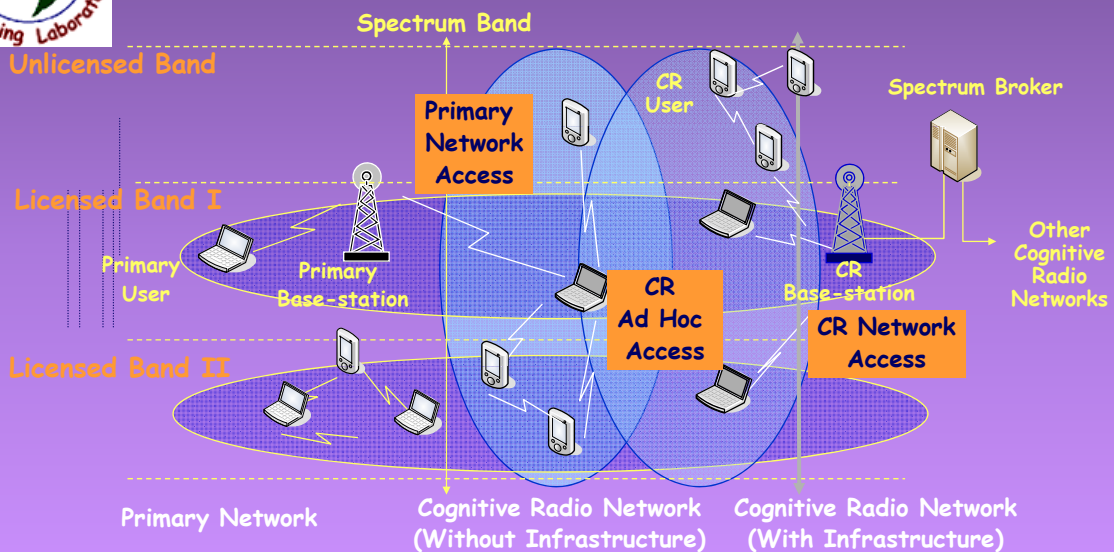 ing Laborat
Spectrum Band
Unlicensed Band
CR
User
Spectrum Broker
Primary
Network
Access
Licensed Band I
Other
Cognitive
Radio
Networks
Primary
User
Primary
Base-station
CR
Ad Hoc
Access
CR
Base-station
CR Network
Access
Licensed Band II
Primary Network
Cognitive Radio Network
(Without Infrastructure)
Cognitive Radio Network
(With Infrastructure)